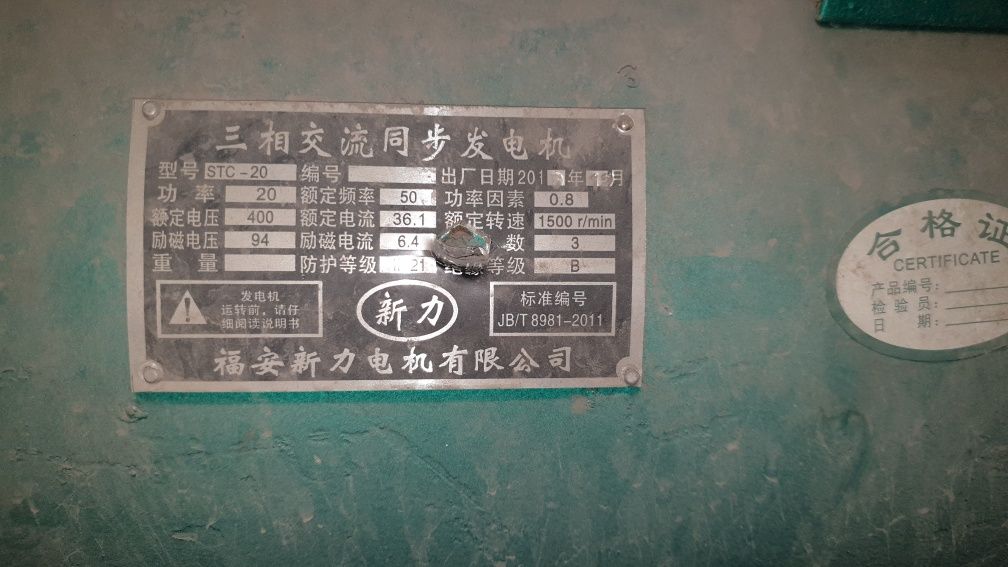 三相交流同步发电机
型号 STC-20 编号 出厂日期 201 年 月
功率 20 额定频率 50 功率因素 0.8
额定电压 400 额定电流 36.1 额定转速 1500 r/min
励磁电压 94 励磁电流 6.4 数 3
重量 防护等级 21 等级 B
发电机
运转前,请仔
细阅读说明书
新力
标准编号
JB/T 8981-2011
福安新力电机有限公司
合格证
CERTIFICATE
产品编号:
检验员:
日期: